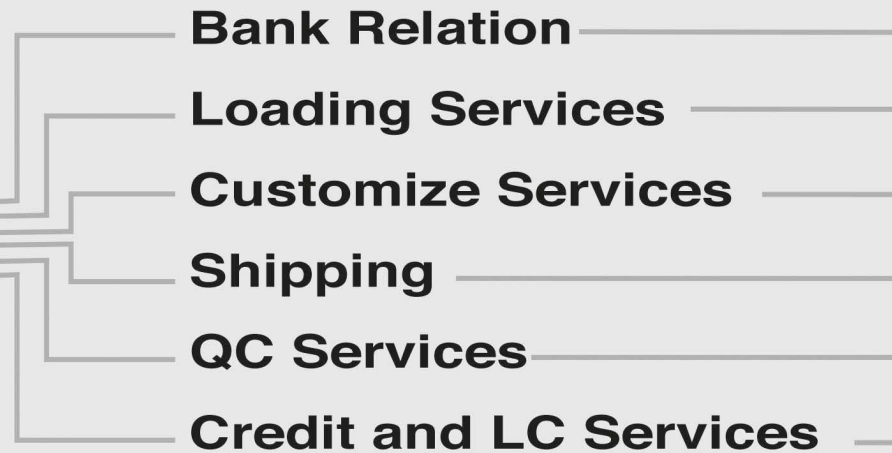 Bank Relation
Loading Services
Customize Services
Shipping
QC Services
Credit and LC Services